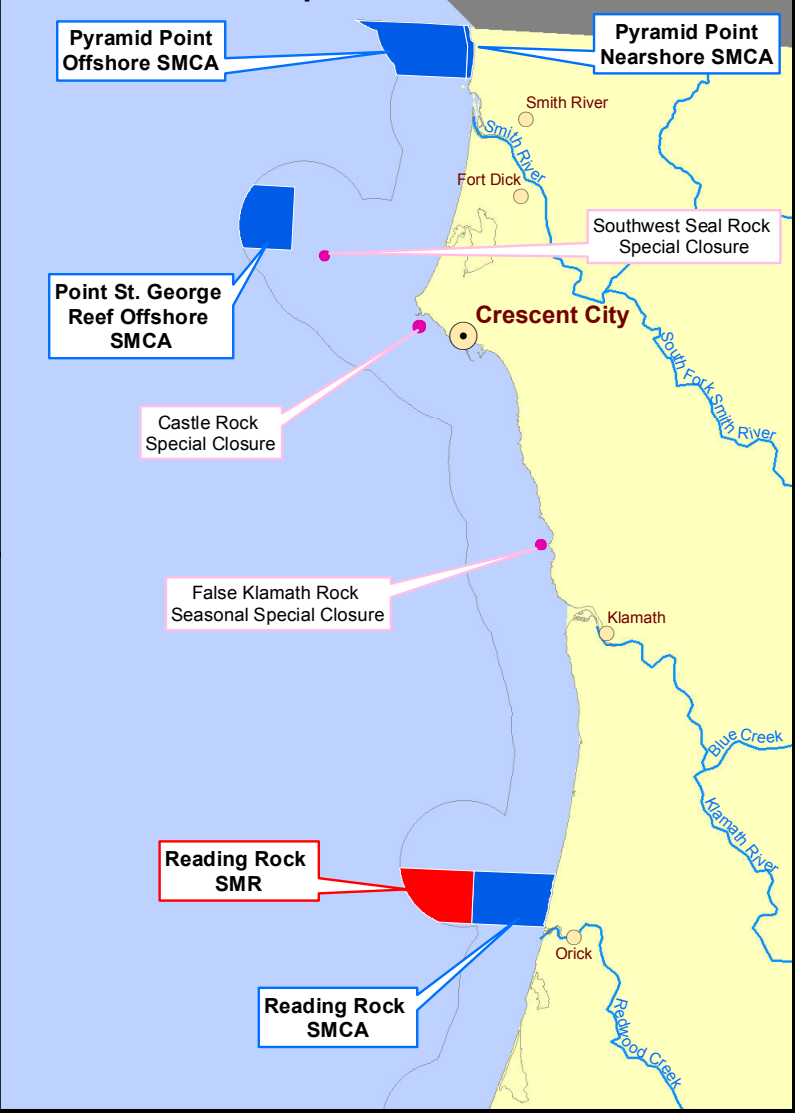 Pyramid Point
Offshore SMCA
Pyramid Point
Nearshore SMCA
Smith River
Smith River
Fort Dick
Southwest Seal Rock
Special Closure
Point St. George
Reef Offshore
SMCA
Crescent City
South Fork Smith River
Castle Rock
Special Closure
False Klamath Rock
Seasonal Special Closure
Klamath
Blue Creek
Klamath River
Reading Rock
SMR
Orick
Reading Rock
SMCA
Redwood Creek